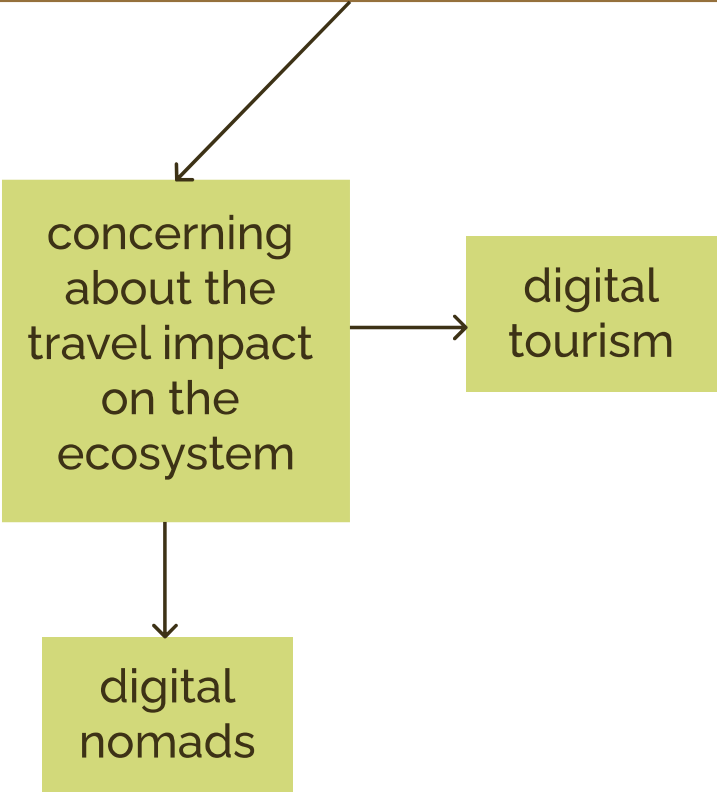 concerning
about the
travel impact
on the
ecosystem
digital
tourism
digital
nomads